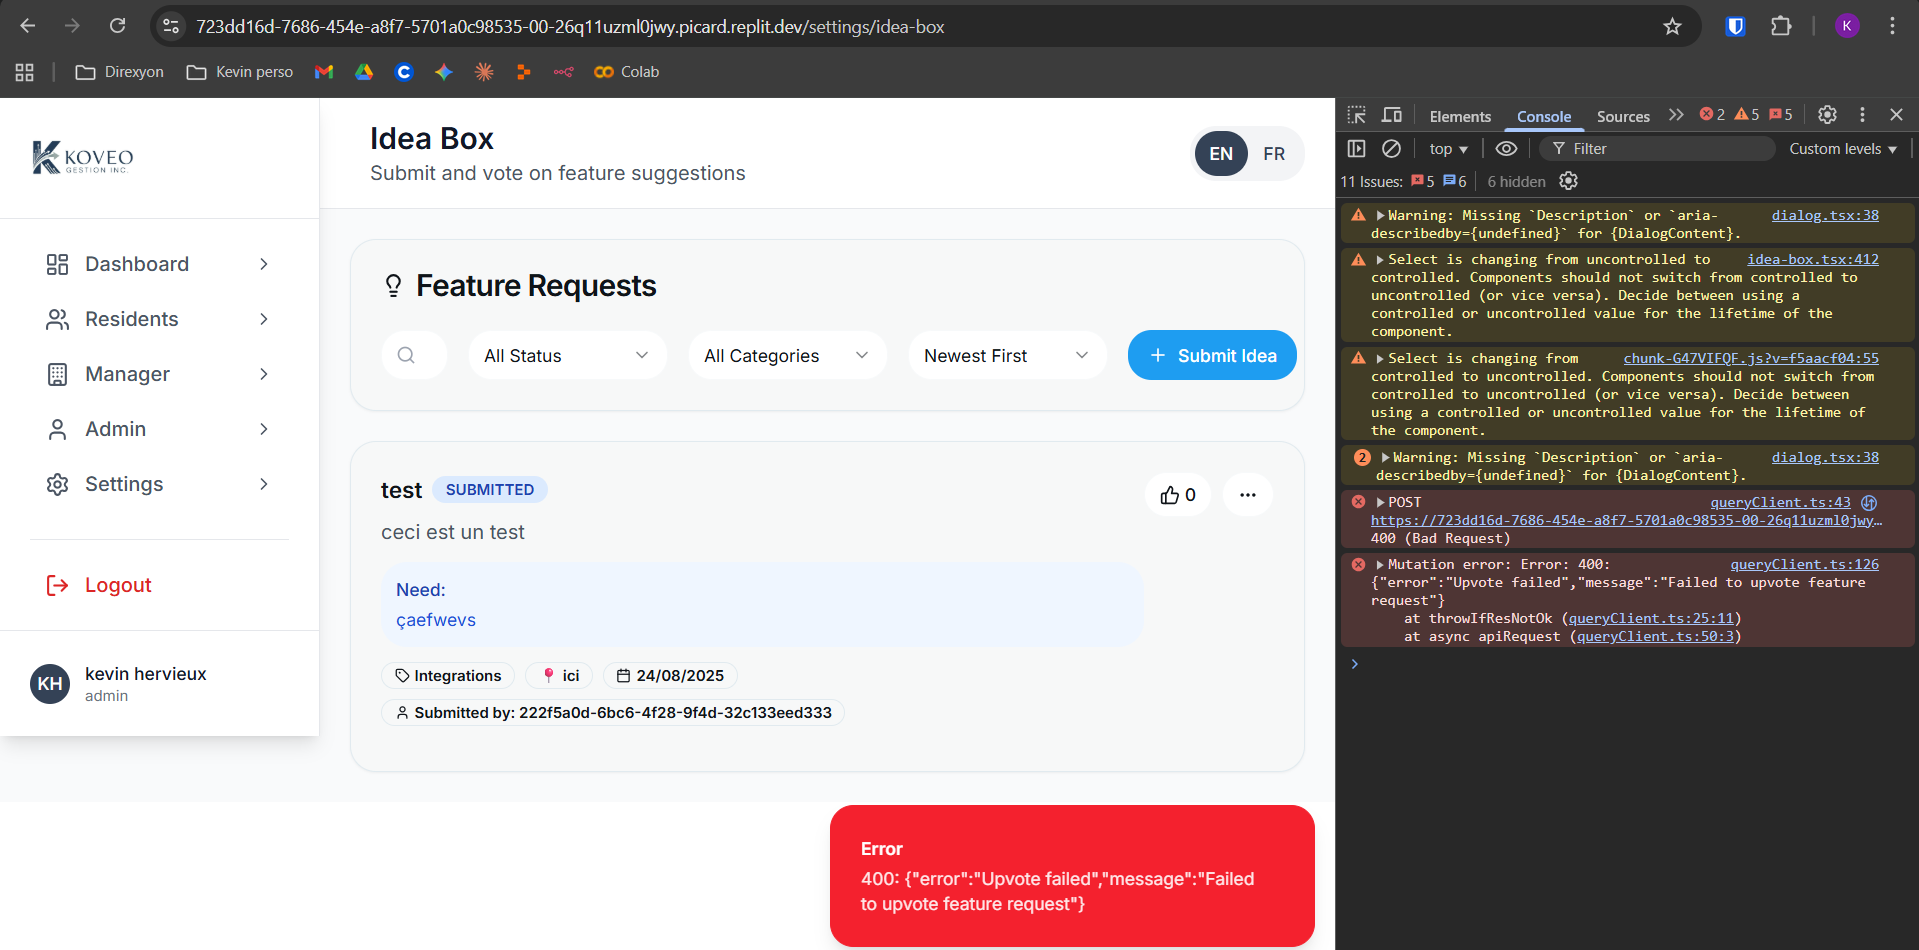 723dd16d-7686-454e-a8f7-5701a0c98535-00-26q11uzml0jwy.picard.replit.dev/settings/idea-box
K
Direxyon
Kevin perso
Colab
KOVEO
GESTION INC.
Dashboard
Residents
Manager
Admin
Settings
Logout
KH
kevin hervieux
admin
Idea Box
Submit and vote on feature suggestions
EN
FR
Feature Requests
All Status
All Categories
Newest First
Submit Idea
test
SUBMITTED
0
ceci est un test
Need:
çaefwevs
Integrations
ici
24/08/2025
Submitted by: 222f5a0d-6bc6-4f28-9f4d-32c133eed333
Error
400: {"error":"Upvote failed","message":"Failed
to upvote feature request"}
Elements
Console
Sources
2
5
5
top
Filter
Custom levels
11 Issues:
5
6
6 hidden
Warning: Missing `Description` or `aria- dialog.tsx:38
describedby={undefined}` for {DialogContent}.
Select is changing from uncontrolled to idea-box.tsx:412
controlled. Components should not switch from controlled to
uncontrolled (or vice versa). Decide between using a
controlled or uncontrolled value for the lifetime of the
component.
Select is changing from chunk-G47VIFQF.js?v=f5aacf04:55
controlled to uncontrolled. Components should not switch from
controlled to uncontrolled (or vice versa). Decide between
using a controlled or uncontrolled value for the lifetime of
the component.
2 Warning: Missing `Description` or `aria- dialog.tsx:38
describedby={undefined}` for {DialogContent}.
POST queryClient.ts:43
https://723dd16d-7686-454e-a8f7-5701a0c98535-00-26q11uzml0jwy…
400 (Bad Request)
Mutation error: Error: 400: queryClient.ts:126
{"error":"Upvote failed","message":"Failed to upvote feature
request"}
at throwIfResNotOk (queryClient.ts:25:11)
at async apiRequest (queryClient.ts:50:3)